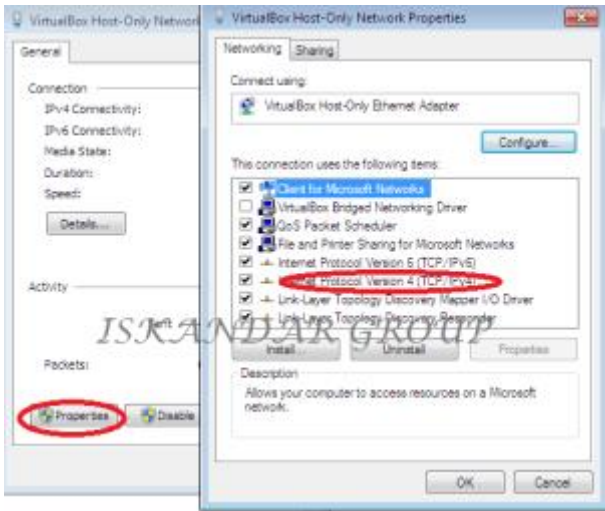 VirtualBox Host-Only Network
General
Connection
IPv4 Connectivity:
IPv6 Connectivity:
Media State:
Duration:
Speed:
Details...
Activity
Packets:
Properties
Disable
VirtualBox Host-Only Network Properties
Networking
Sharing
Connect using:
VirtualBox Host-Only Ethernet Adapter
Configure...
This connection uses the following items:
Client for Microsoft Networks
VirtualBox Bridged Networking Driver
QoS Packet Scheduler
File and Printer Sharing for Microsoft Networks
Internet Protocol Version 6 (TCP/IPv6)
Internet Protocol Version 4 (TCP/IPv4)
Link-Layer Topology Discovery Mapper I/O Driver
Link-Layer Topology Discovery Responder
ISKANDAR GROUP
Install...
Uninstall
Properties
Description
Allows your computer to access resources on a Microsoft
network.
OK
Cancel